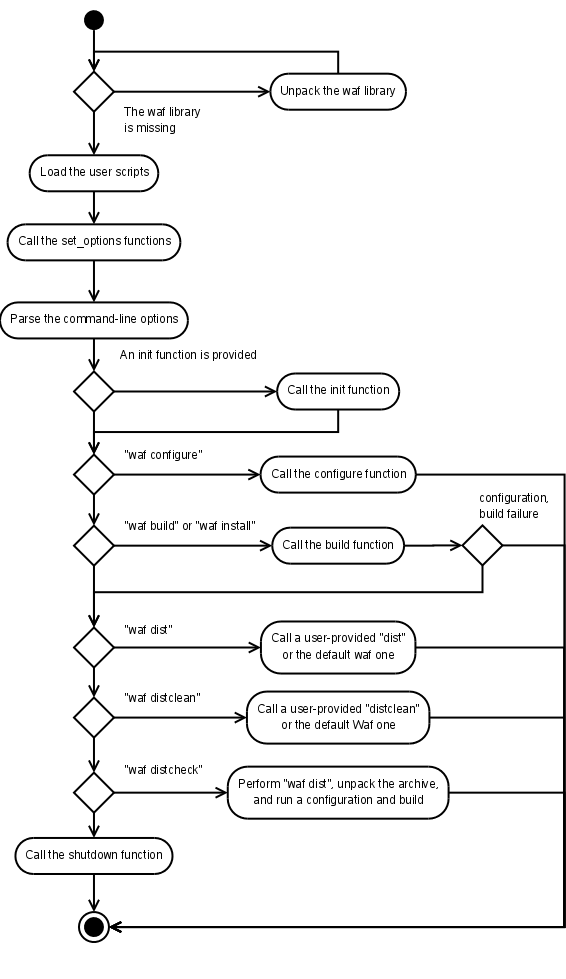 Unpack the waf library
The waf library
is missing
Load the user scripts
Call the set_options functions
Parse the command-line options
An init function is provided
Call the init function
"waf configure"
Call the configure function
configuration,
build failure
"waf build" or "waf install"
Call the build function
"waf dist"
Call a user-provided "dist"
or the default waf one
"waf distclean"
Call a user-provided "distclean"
or the default Waf one
"waf distcheck"
Perform "waf dist", unpack the archive,
and run a configuration and build
Call the shutdown function